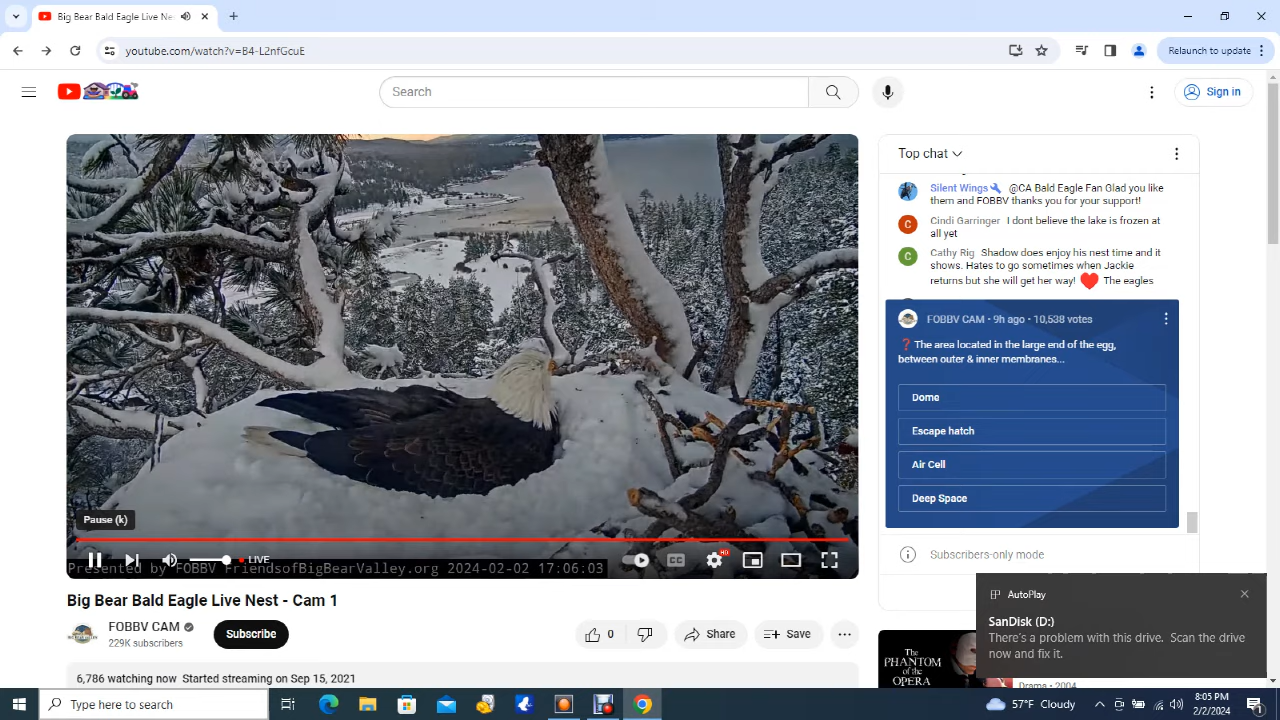 Big Bear Bald Eagle Live Ne
youtube.com/watch?v=B4-L2nfGcuE
Relaunch to update
Search
Sign in
Top chat
Silent Wings @CA Bald Eagle Fan Glad you like
them and FOBBV thanks you for your support!
C
Cindi Garringer I dont believe the lake is frozen at
all yet
C
Cathy Rig Shadow does enjoy his nest time and it
shows. Hates to go sometimes when Jackie
returns but she will get her way! ❤️ The eagles
FOBBV CAM • 9h ago • 10,538 votes
❓The area located in the large end of the egg,
between outer & inner membranes...
Dome
Escape hatch
Air Cell
Deep Space
Subscribers-only mode
Pause (k)
LIVE
CC
HD
Presented by FOBBV FriendsofBigBearValley.org 2024-02-02 17:06:03
Big Bear Bald Eagle Live Nest - Cam 1
FOBBV CAM
229K subscribers
Subscribe
0
Share
Save
6,786 watching now Started streaming on Sep 15, 2021
AutoPlay
SanDisk (D:)
There's a problem with this drive. Scan the drive
now and fix it.
The
PHANTOM
of the
OPERA
Drama • 2004
Type here to search
57°F Cloudy
8:05 PM
2/2/2024
1